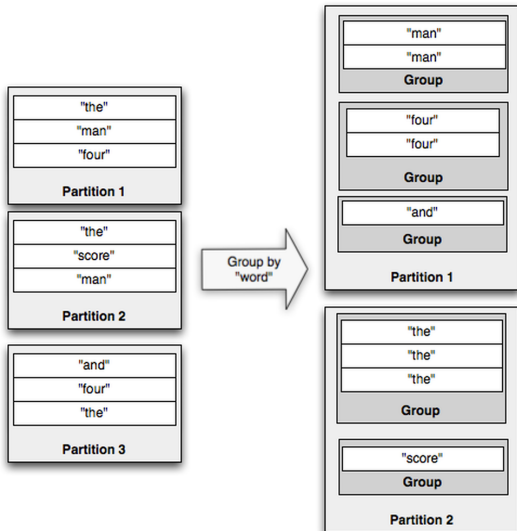 "the"
"man"
"four"
Partition 1
"the"
"score"
"man"
Partition 2
"and"
"four"
"the"
Partition 3
Group by
"word"
"man"
"man"
Group
"four"
"four"
Group
"and"
Group
Partition 1
"the"
"the"
"the"
Group
"score"
Group
Partition 2